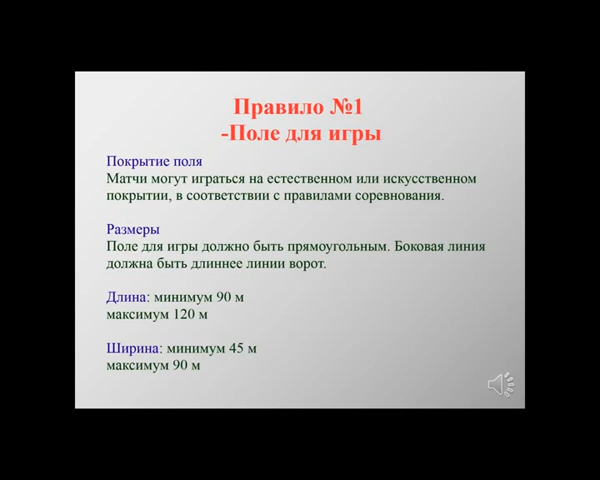 Правило №1
-Поле для игры
Покрытие поля
Матчи могут играться на естественном или искусственном
покрытии, в соответствии с правилами соревнования.
Размеры
Поле для игры должно быть прямоугольным. Боковая линия
должна быть длиннее линии ворот.
Длина: минимум 90 м
максимум 120 м
Ширина: минимум 45 м
максимум 90 м